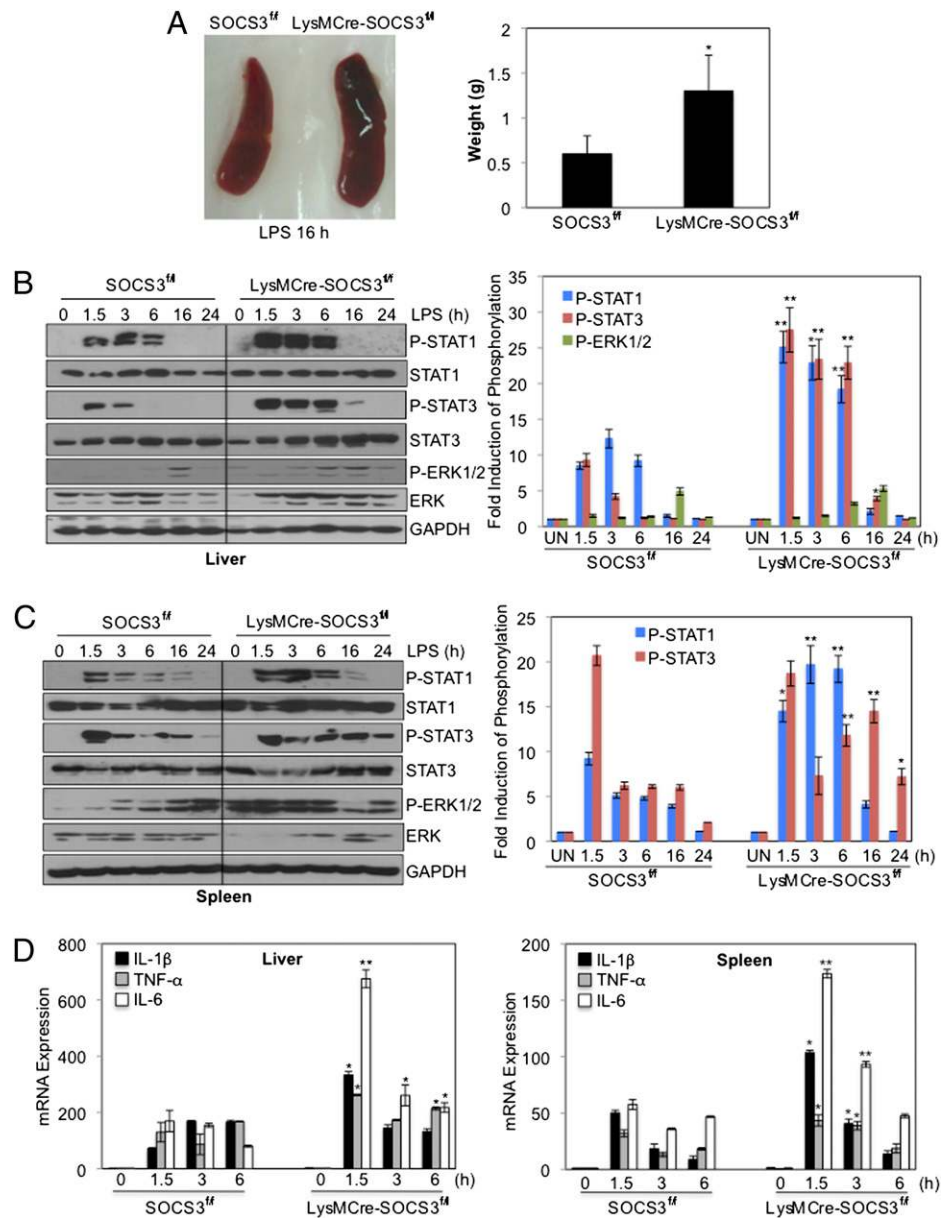 A
SOCS3f/f LysMCre-SOCS3f/f
LPS 16 h
Weight (g)
2
1.5
1
0.5
0
*
SOCS3f/f LysMCre-SOCS3f/f
B
SOCS3f/f LysMCre-SOCS3f/f
0 1.5 3 6 16 24 0 1.5 3 6 16 24 LPS (h)
P-STAT1
STAT1
P-STAT3
STAT3
P-ERK1/2
ERK
GAPDH
Liver
Fold Induction of Phosphorylation
35
30
25
20
15
10
5
0
P-STAT1
P-STAT3
P-ERK1/2
** ** * ** ** ** *
UN 1.5 3 6 16 24 UN 1.5 3 6 16 24 (h)
SOCS3f/f LysMCre-SOCS3f/f
C
SOCS3f/f LysMCre-SOCS3f/f
0 1.5 3 6 16 24 0 1.5 3 6 16 24 LPS (h)
P-STAT1
STAT1
P-STAT3
STAT3
P-ERK1/2
ERK
GAPDH
Spleen
Fold Induction of Phosphorylation
25
20
15
10
5
0
P-STAT1
P-STAT3
* ** ** ** ** *
UN 1.5 3 6 16 24 UN 1.5 3 6 16 24 (h)
SOCS3f/f LysMCre-SOCS3f/f
D
mRNA Expression
800
600
400
200
0
IL-1β
TNF-α
IL-6
Liver
* * ** * * *
0 1.5 3 6 0 1.5 3 6 (h)
SOCS3f/f LysMCre-SOCS3f/f
mRNA Expression
200
150
100
50
0
IL-1β
TNF-α
IL-6
Spleen
* * ** * * **
0 1.5 3 6 0 1.5 3 6 (h)
SOCS3f/f LysMCre-SOCS3f/f